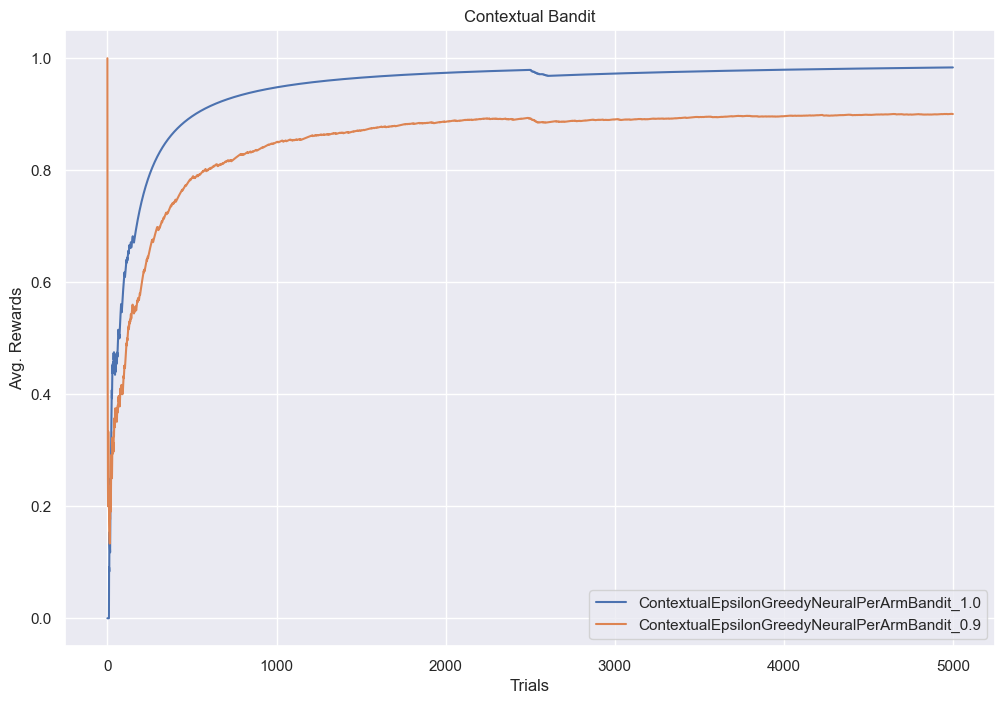 Contextual Bandit
1.0
0.8
0.6
0.4
0.2
0.0
Avg. Rewards
0
1000
2000
3000
4000
5000
Trials
ContextualEpsilonGreedyNeuralPerArmBandit_1.0
ContextualEpsilonGreedyNeuralPerArmBandit_0.9